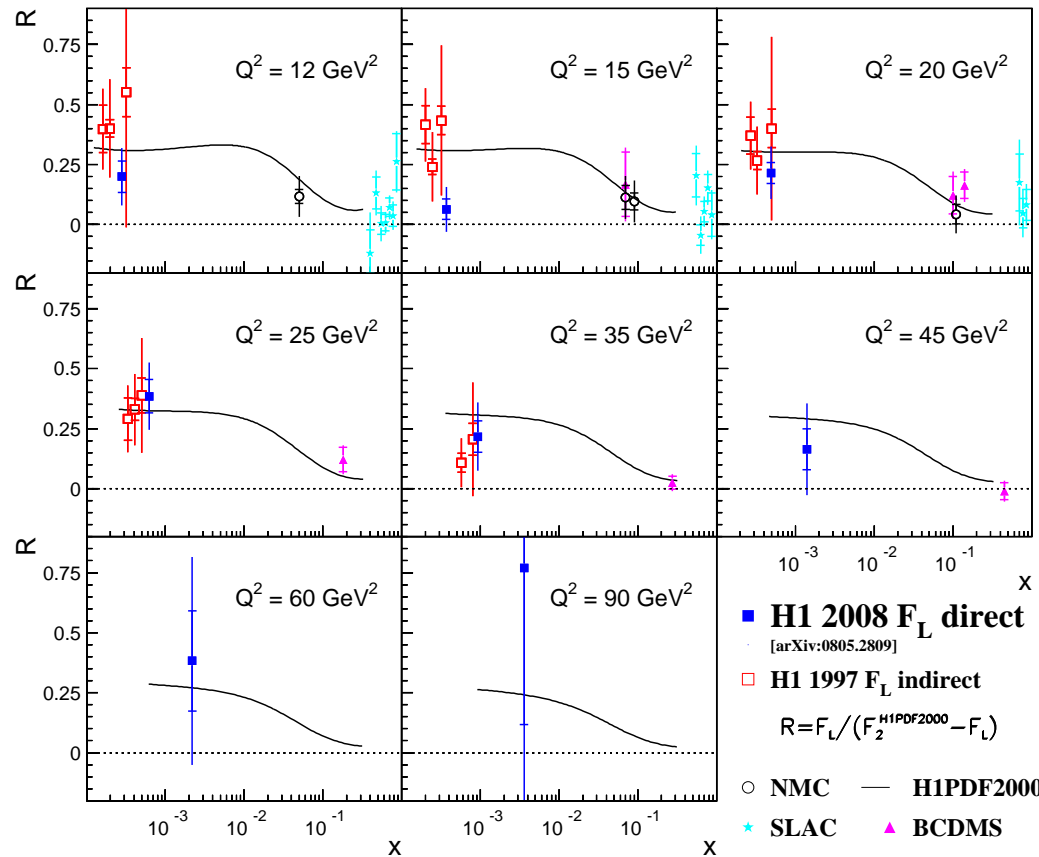 R
0.75
0.5
0.25
0
Q² = 12 GeV²
Q² = 15 GeV²
Q² = 20 GeV²
R
0.75
0.5
0.25
0
Q² = 25 GeV²
Q² = 35 GeV²
Q² = 45 GeV²
10⁻³
10⁻²
10⁻¹
x
R
0.75
0.5
0.25
0
Q² = 60 GeV²
Q² = 90 GeV²
10⁻³
10⁻²
10⁻¹
x
10⁻³
10⁻²
10⁻¹
x
H1 2008 F_L direct
[arXiv:0805.2809]
H1 1997 F_L indirect
R=F_L/(F₂^H1PDF2000−F_L)
NMC
H1PDF2000
SLAC
BCDMS